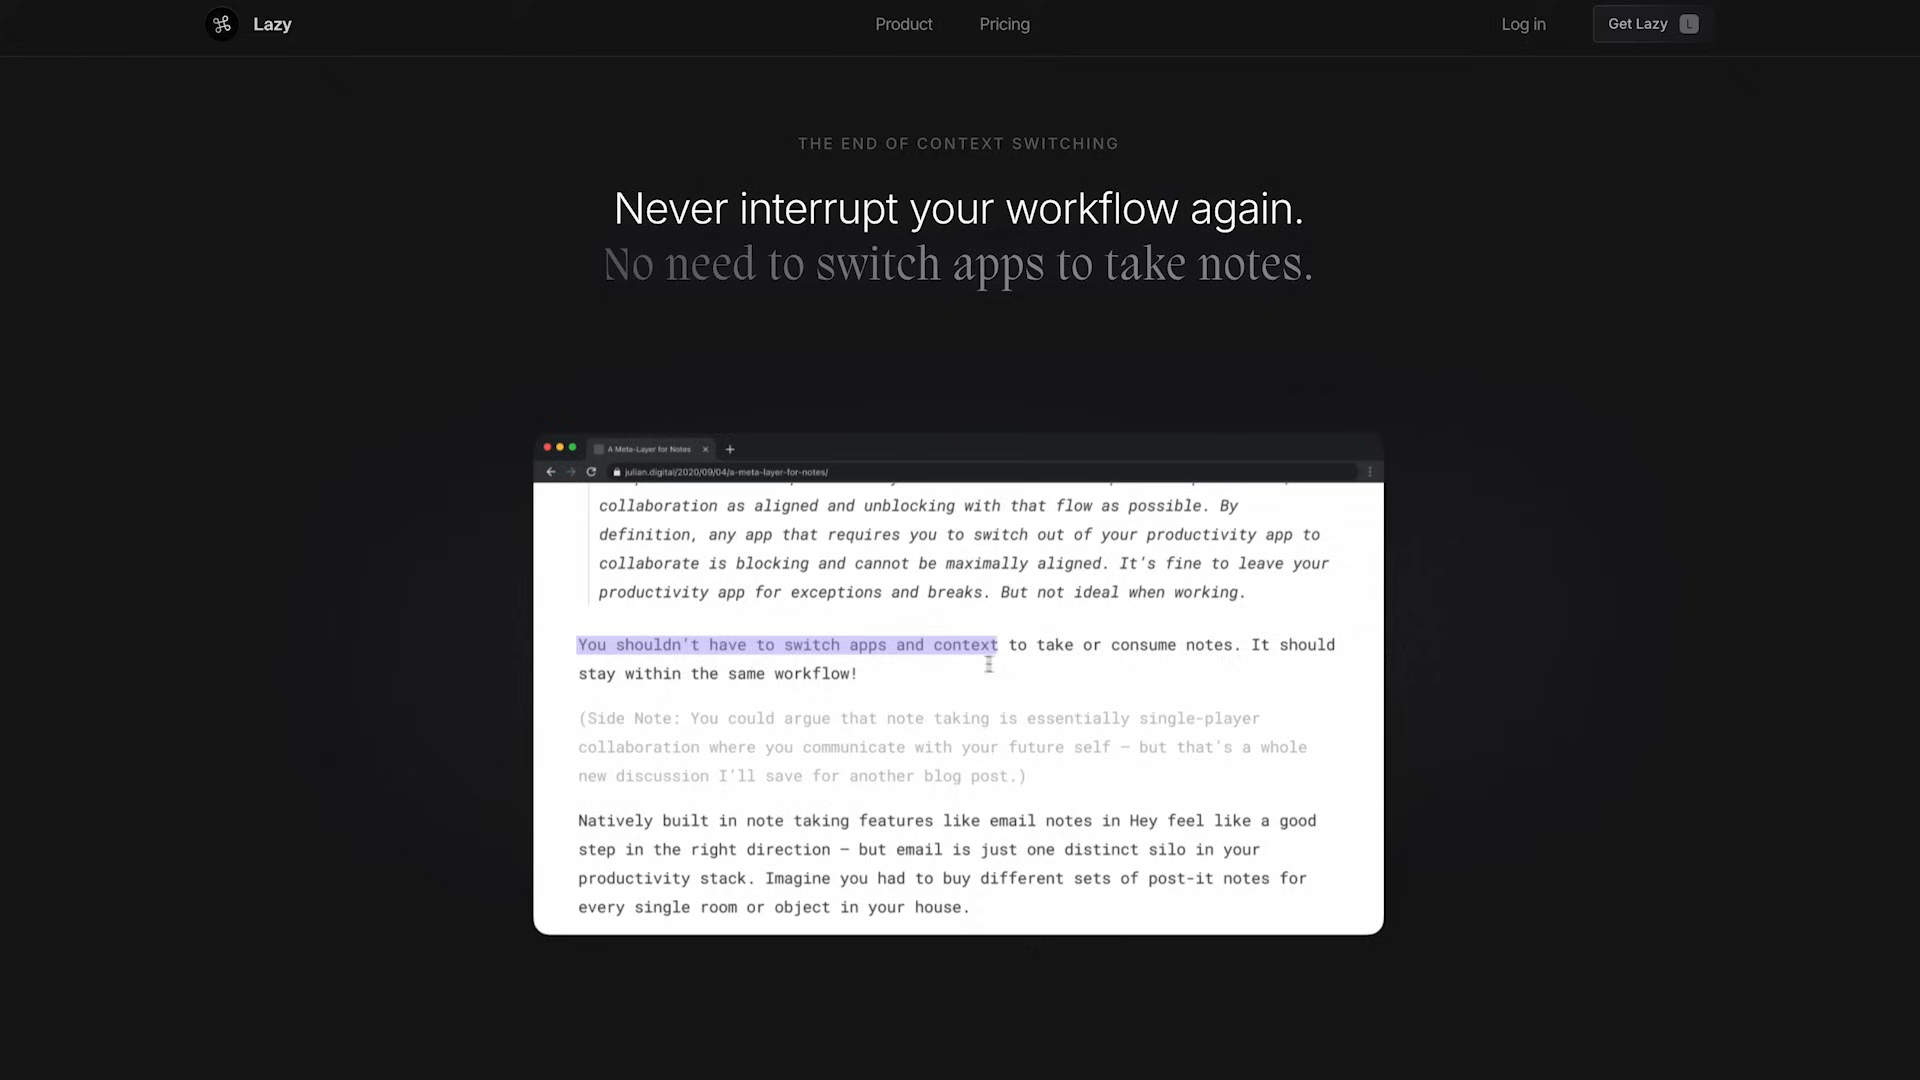 Lazy
Product
Pricing
Log in
Get Lazy L
THE END OF CONTEXT SWITCHING
Never interrupt your workflow again.
No need to switch apps to take notes.
A Meta-Layer for Notes
julian.digital/2020/09/04/a-meta-layer-for-notes/
collaboration as aligned and unblocking with that flow as possible. By
definition, any app that requires you to switch out of your productivity app to
collaborate is blocking and cannot be maximally aligned. It's fine to leave your
productivity app for exceptions and breaks. But not ideal when working.
You shouldn't have to switch apps and context to take or consume notes. It should
stay within the same workflow!
(Side Note: You could argue that note taking is essentially single-player
collaboration where you communicate with your future self – but that's a whole
new discussion I'll save for another blog post.)
Natively built in note taking features like email notes in Hey feel like a good
step in the right direction – but email is just one distinct silo in your
productivity stack. Imagine you had to buy different sets of post-it notes for
every single room or object in your house.